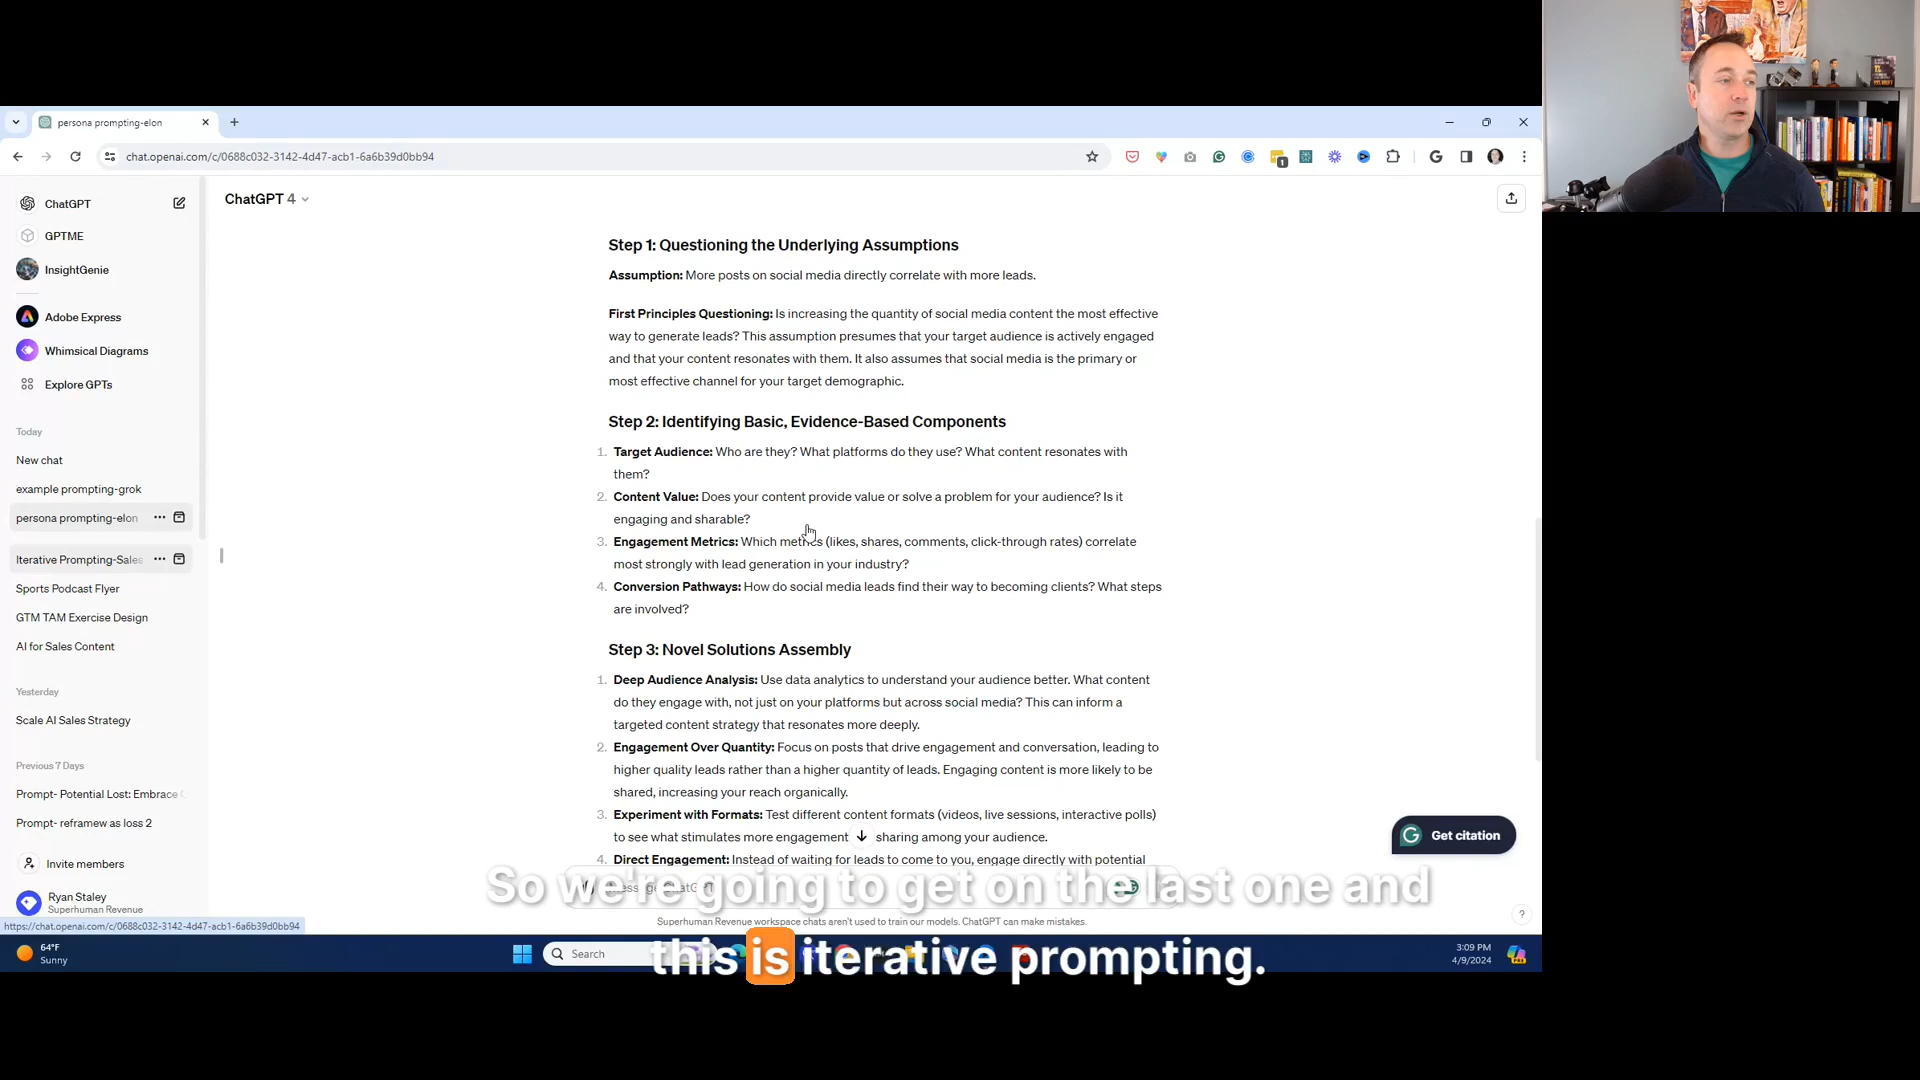 persona prompting-elon
chat.openai.com/c/0688c032-3142-4d47-acb1-6a6b39d0bb94
1
ChatGPT
GPTME
InsightGenie
Adobe Express
Whimsical Diagrams
Explore GPTs
Today
New chat
example prompting-grok
persona prompting-elon
Iterative Prompting-Sales
Sports Podcast Flyer
GTM TAM Exercise Design
AI for Sales Content
Yesterday
Scale AI Sales Strategy
Previous 7 Days
Prompt- Potential Lost: Embrace
Prompt- reframew as loss 2
Invite members
Ryan Staley
Superhuman Revenue
https://chat.openai.com/c/0688c032-3142-4d47-acb1-6a6b39d0bb94
ChatGPT 4
Step 1: Questioning the Underlying Assumptions
Assumption: More posts on social media directly correlate with more leads.
First Principles Questioning: Is increasing the quantity of social media content the most effective
way to generate leads? This assumption presumes that your target audience is actively engaged
and that your content resonates with them. It also assumes that social media is the primary or
most effective channel for your target demographic.
Step 2: Identifying Basic, Evidence-Based Components
1. Target Audience: Who are they? What platforms do they use? What content resonates with
them?
2. Content Value: Does your content provide value or solve a problem for your audience? Is it
engaging and sharable?
3. Engagement Metrics: Which metrics (likes, shares, comments, click-through rates) correlate
most strongly with lead generation in your industry?
4. Conversion Pathways: How do social media leads find their way to becoming clients? What steps
are involved?
Step 3: Novel Solutions Assembly
1. Deep Audience Analysis: Use data analytics to understand your audience better. What content
do they engage with, not just on your platforms but across social media? This can inform a
targeted content strategy that resonates more deeply.
2. Engagement Over Quantity: Focus on posts that drive engagement and conversation, leading to
higher quality leads rather than a higher quantity of leads. Engaging content is more likely to be
shared, increasing your reach organically.
3. Experiment with Formats: Test different content formats (videos, live sessions, interactive polls)
to see what stimulates more engagement sharing among your audience.
4. Direct Engagement: Instead of waiting for leads to come to you, engage directly with potential
Get citation
Message ChatGPT
So we're going to get on the last one and
this is iterative prompting.
Superhuman Revenue workspace chats aren't used to train our models. ChatGPT can make mistakes.
?
64°F
Sunny
Search
3:09 PM
4/9/2024